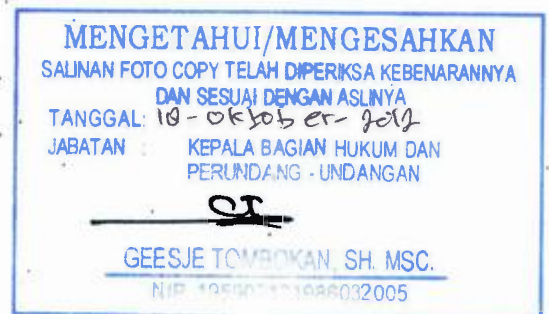 MENGETAHUI/MENGESAHKAN
SALINAN FOTO COPY TELAH DIPERIKSA KEBENARANNYA
DAN SESUAI DENGAN ASLINYA
TANGGAL: 18-oktober-2012
JABATAN : KEPALA BAGIAN HUKUM DAN
PERUNDANG - UNDANGAN
GEESJE TOMBOKAN, SH. MSC.
NIP.